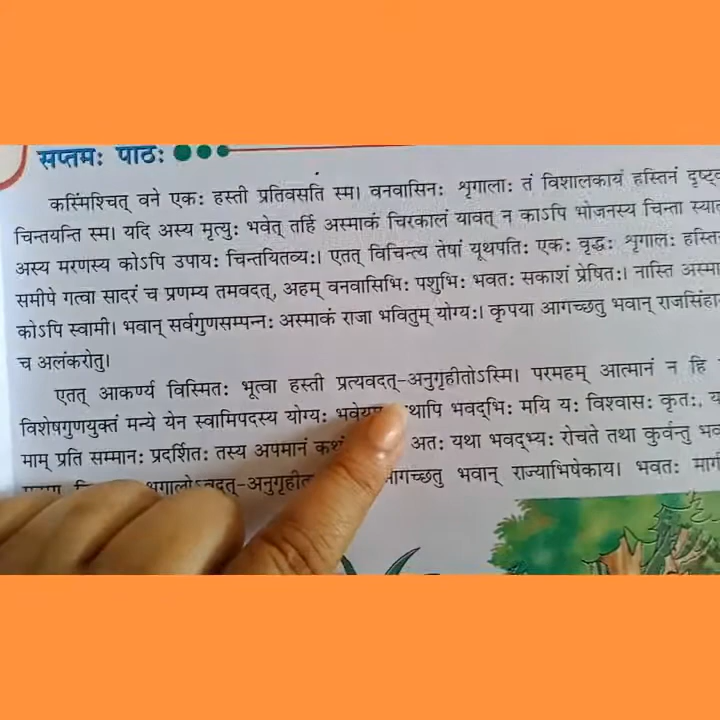 सप्तमः पाठः
कस्मिंश्चित् वने एकः हस्ती प्रतिवसति स्म। वनवासिनः शृगालाः तं विशालकायं हस्तिनं
चिन्तयन्ति स्म। यदि अस्य मृत्युः भवेत् तर्हि अस्माकं चिरकालं यावत् न काऽपि भोजनस्य चिन्ता
अस्य मरणस्य कोऽपि उपायः चिन्तयितव्यः। एतत् विचिन्त्य तेषां यूथपतिः एकः वृद्धः शृगालः
समीपे गत्वा सादरं च प्रणम्य तमवदत्, अहम् वनवासिभिः पशुभिः भवतः सकाशं प्रेषितः। नास्ति
कोऽपि स्वामी। भवान् सर्वगुणसम्पन्नः अस्माकं राजा भवितुम् योग्यः। कृपया आगच्छतु भवान्
च अलंकरोतु।
एतत् आकर्ण्य विस्मितः भूत्वा हस्ती प्रत्यवदत्-अनुगृहीतोऽस्मि। परमहम् आत्मानं न हि
विशेषगुणयुक्तं मन्ये येन स्वामिपदस्य योग्यः भवद्भिः मयि यः विश्वासः कृतः,
माम् प्रति सम्मानः प्रदर्शितः तस्य अपमानं अतः यथा भवद्भ्यः रोचते तथा कुर्वन्तु
भवान् राज्याभिषेकाय। भवतः